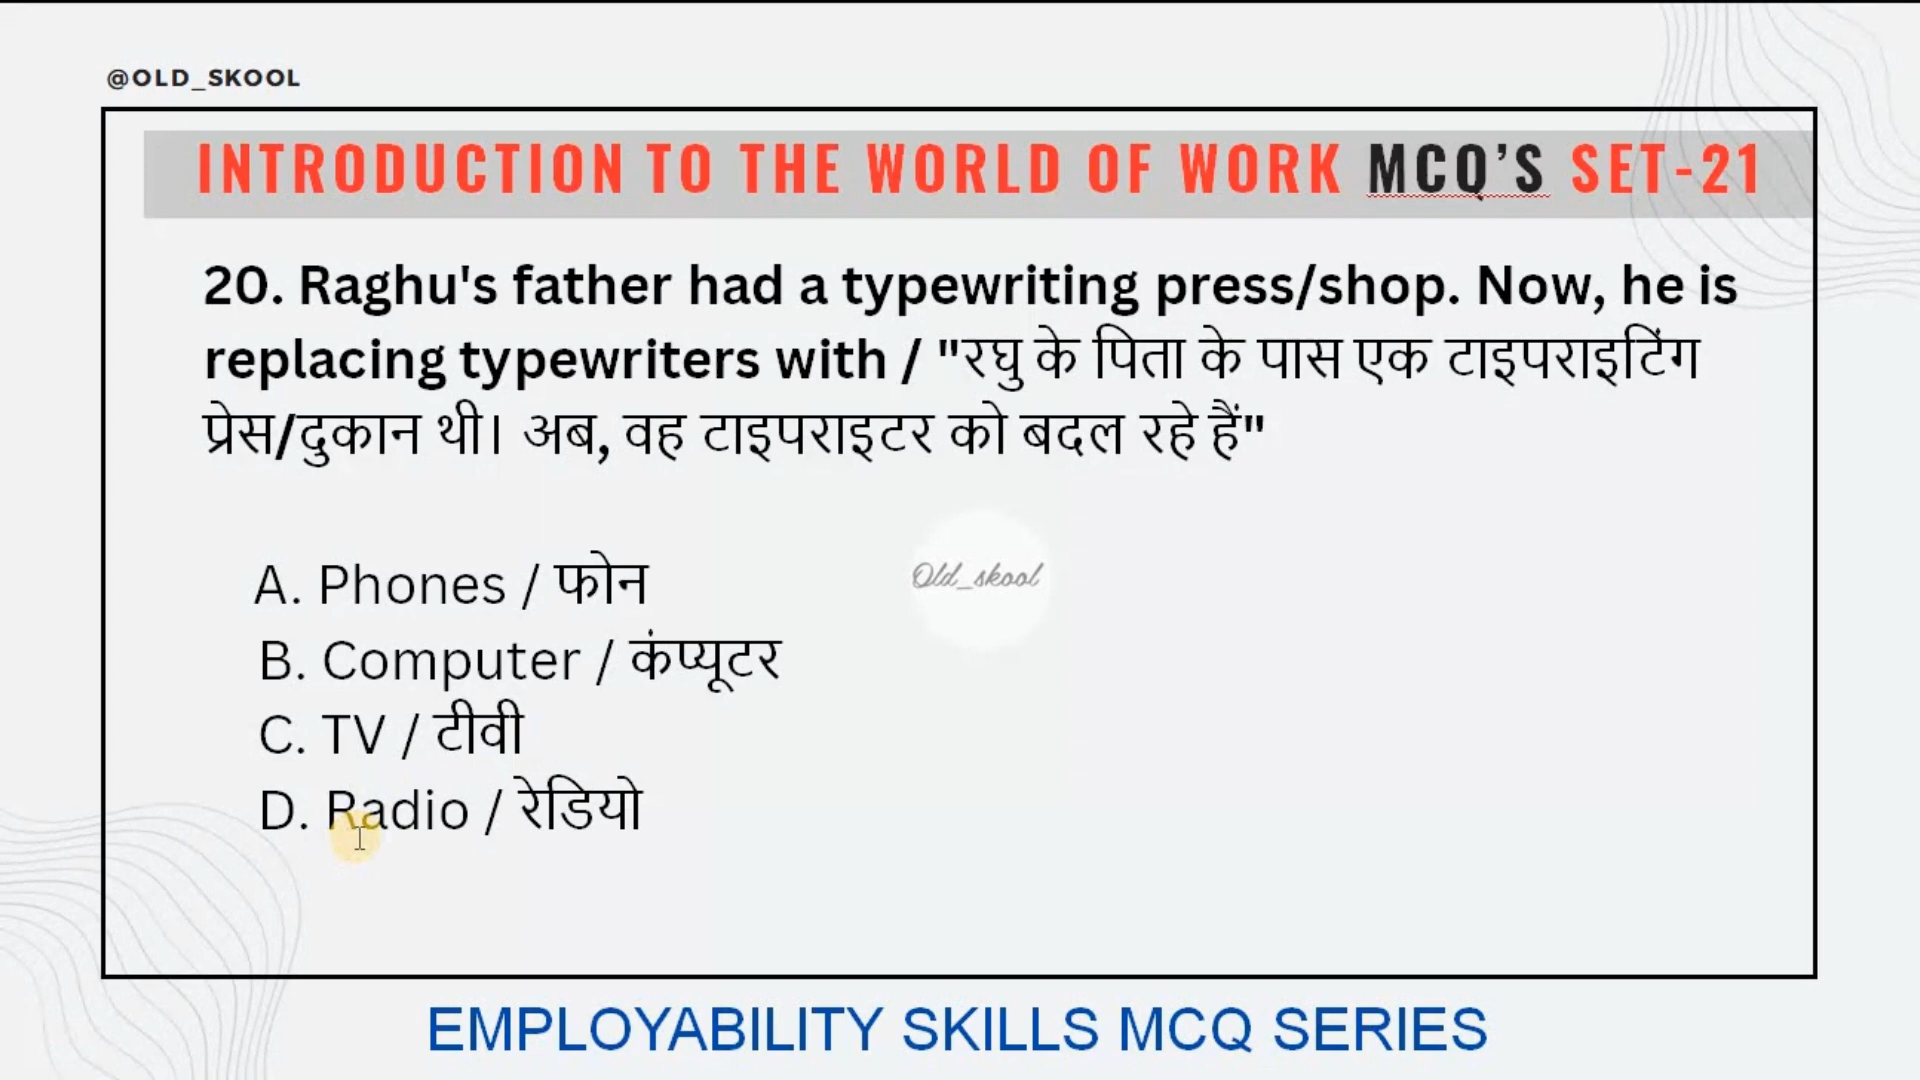 @OLD_SKOOL
INTRODUCTION TO THE WORLD OF WORK MCQ'S SET-21
20. Raghu's father had a typewriting press/shop. Now, he is
replacing typewriters with / "रघु के पिता के पास एक टाइपराइटिंग
प्रेस/दुकान थी। अब, वह टाइपराइटर को बदल रहे हैं"
Old_skool
A. Phones / फोन
B. Computer / कंप्यूटर
C. TV / टीवी
D. Radio / रेडियो
EMPLOYABILITY SKILLS MCQ SERIES